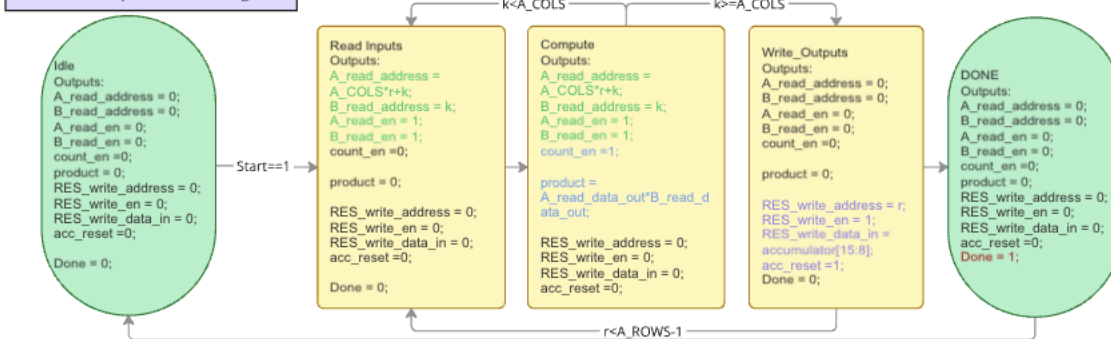 k<A_COLS
k>=A_COLS
Idle
Outputs:
A_read_address = 0;
B_read_address = 0;
A_read_en = 0;
B_read_en = 0;
count_en =0;
product = 0;
RES_write_address = 0;
RES_write_en = 0;
RES_write_data_in = 0;
acc_reset =0;
Done = 0;
Start==1
Read Inputs
Outputs:
A_read_address =
A_COLS*r+k;
B_read_address = k;
A_read_en = 1;
B_read_en = 1;
count_en =0;
product = 0;
RES_write_address = 0;
RES_write_en = 0;
RES_write_data_in = 0;
acc_reset =0;
Done = 0;
Compute
Outputs:
A_read_address =
A_COLS*r+k;
B_read_address = k;
A_read_en = 1;
B_read_en = 1;
count_en =1;
product =
A_read_data_out*B_read_d
ata_out;
RES_write_address = 0;
RES_write_en = 0;
RES_write_data_in = 0;
acc_reset =0;
Write_Outputs
Outputs:
A_read_address = 0;
B_read_address = 0;
A_read_en = 0;
B_read_en = 0;
count_en =0;
product = 0;
RES_write_address = r;
RES_write_en = 1;
RES_write_data_in =
accumulator[15:8];
acc_reset =1;
Done = 0;
DONE
Outputs:
A_read_address = 0;
B_read_address = 0;
A_read_en = 0;
B_read_en = 0;
count_en =0;
product = 0;
RES_write_address = 0;
RES_write_en = 0;
RES_write_data_in = 0;
acc_reset =0;
Done = 1;
r<A_ROWS-1